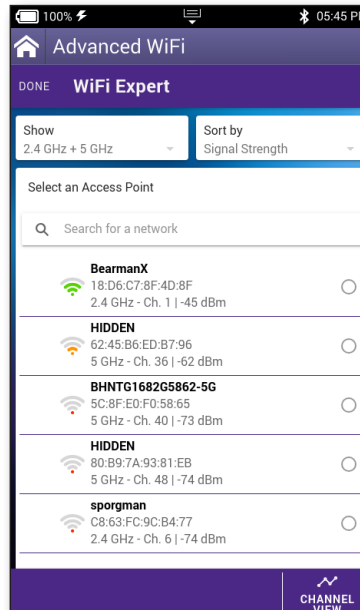 100%
05:45 PM
Advanced WiFi
DONE WiFi Expert
Show
2.4 GHz + 5 GHz
Sort by
Signal Strength
Select an Access Point
Search for a network
BearmanX
18:D6:C7:8F:4D:8F
2.4 GHz - Ch. 1 | -45 dBm
HIDDEN
62:45:B6:ED:B7:96
5 GHz - Ch. 36 | -62 dBm
BHNTG1682G5862-5G
5C:8F:E0:F0:58:65
5 GHz - Ch. 40 | -73 dBm
HIDDEN
80:B9:7A:93:81:EB
5 GHz - Ch. 48 | -74 dBm
sporgman
C8:63:FC:9C:B4:77
2.4 GHz - Ch. 6 | -74 dBm
CHANNEL
VIEW